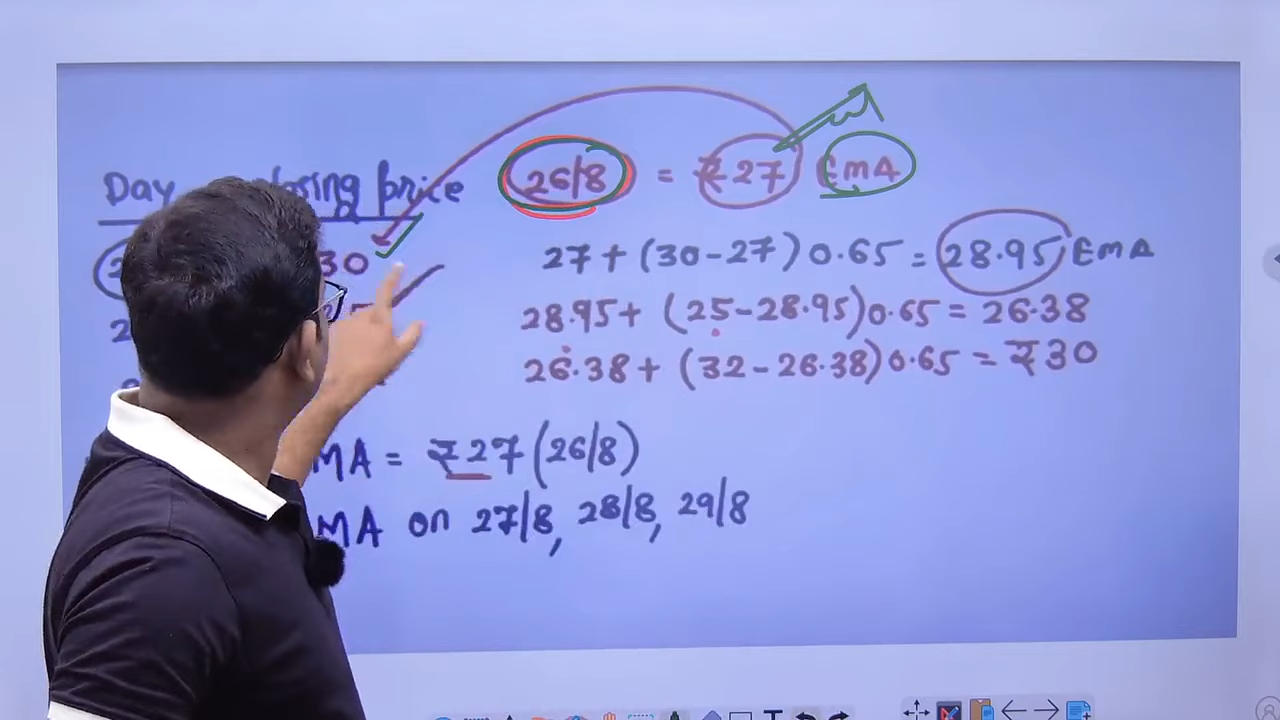 Day closing price
26/8 = ₹27 EMA
30
27 + (30-27) 0.65 = 28.95 EMA
28.95 + (25-28.95) 0.65 = 26.38
26.38 + (32-26.38) 0.65 = ₹30
MA = ₹27 (26/8)
MA on 27/8, 28/8, 29/8